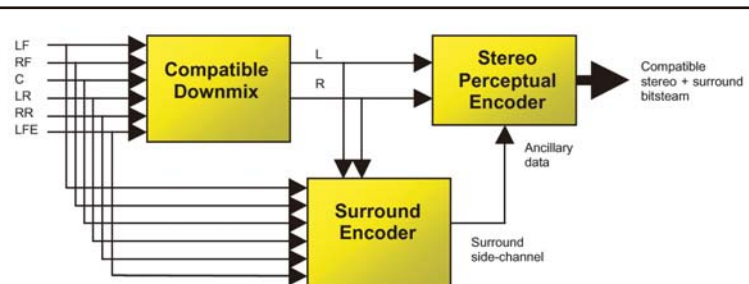 LF
RF
C
LR
RR
LFE
Compatible
Downmix
L
R
Stereo
Perceptual
Encoder
Compatible
stereo + surround
bitsteam
Ancillary
data
Surround
Encoder
Surround
side-channel